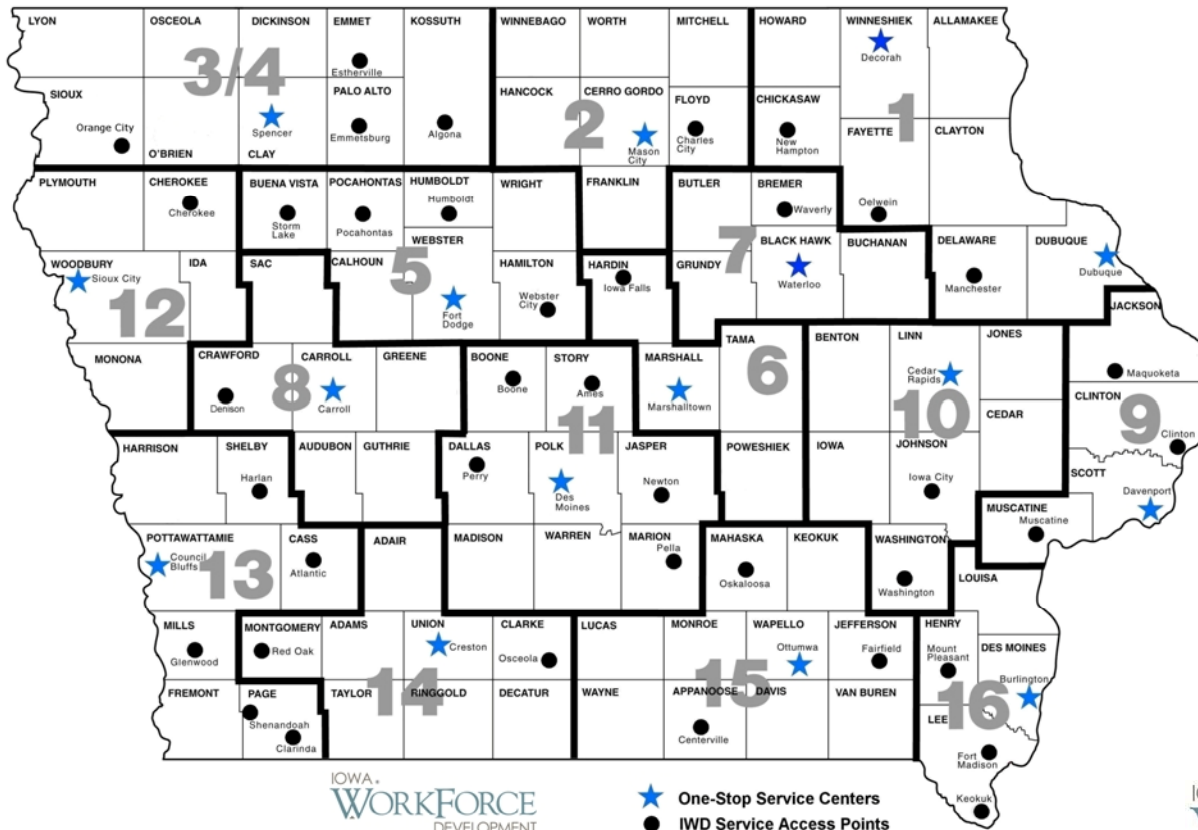 LYON
OSCEOLA
DICKINSON
EMMET
KOSSUTH
WINNEBAGO
WORTH
MITCHELL
HOWARD
WINNESHIEK
ALLAMAKEE
Decorah
3/4
Estherville
SIOUX
PALO ALTO
HANCOCK
CERRO GORDO
FLOYD
CHICKASAW
2
1
Orange City
Spencer
Emmetsburg
Algona
Mason
City
Charles
City
New
Hampton
FAYETTE
CLAYTON
O'BRIEN
CLAY
PLYMOUTH
CHEROKEE
Cherokee
BUENA VISTA
POCAHONTAS
HUMBOLDT
Humboldt
WRIGHT
FRANKLIN
BUTLER
BREMER
Waverly
Oelwein
Storm
Lake
Pocahontas
WEBSTER
7
BLACK HAWK
BUCHANAN
DELAWARE
DUBUQUE
WOODBURY
Sioux City
IDA
SAC
CALHOUN
5
HAMILTON
HARDIN
Iowa Falls
GRUNDY
Waterloo
Manchester
Dubuque
12
Fort
Dodge
Webster
City
JACKSON
MONONA
CRAWFORD
CARROLL
GREENE
BOONE
STORY
MARSHALL
TAMA
BENTON
LINN
JONES
8
Boone
Ames
6
Cedar
Rapids
Maquoketa
Denison
Carroll
Marshalltown
10
CLINTON
11
CEDAR
9
HARRISON
SHELBY
AUDUBON
GUTHRIE
DALLAS
Perry
POLK
JASPER
POWESHIEK
IOWA
JOHNSON
Clinton
Harlan
Des
Moines
Newton
Iowa City
SCOTT
Davenport
MUSCATINE
Muscatine
POTTAWATTAMIE
Council
Bluffs
13
CASS
Atlantic
ADAIR
MADISON
WARREN
MARION
Pella
MAHASKA
Oskaloosa
KEOKUK
WASHINGTON
Washington
LOUISA
MILLS
Glenwood
MONTGOMERY
Red Oak
ADAMS
UNION
Creston
CLARKE
Osceola
LUCAS
MONROE
WAPELLO
Ottumwa
JEFFERSON
Fairfield
HENRY
Mount
Pleasant
DES MOINES
14
15
16
Burlington
FREMONT
PAGE
Shenandoah
Clarinda
TAYLOR
RINGGOLD
DECATUR
WAYNE
APPANOOSE
Centerville
DAVIS
VAN BUREN
LEE
Fort
Madison
Keokuk
IOWA
WORKFORCE
DEVELOPMENT
One-Stop Service Centers
IWD Service Access Points